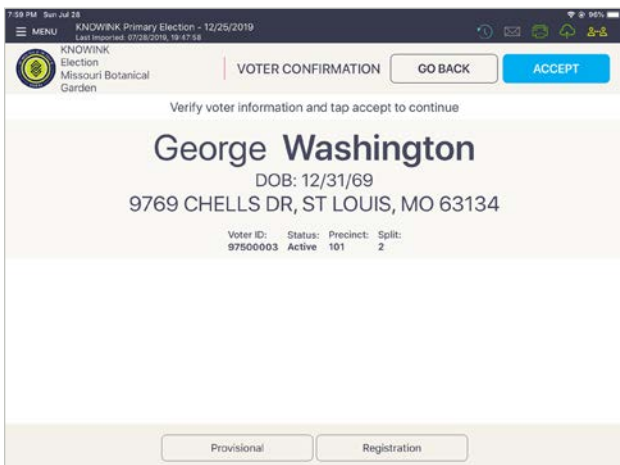 7:59 PM Sun Jul 28
96%
MENU
KNOWINK Primary Election - 12/25/2019
Last Imported: 07/28/2019, 19:47:58
KNOWINK
Election
Missouri Botanical
Garden
VOTER CONFIRMATION
GO BACK
ACCEPT
Verify voter information and tap accept to continue
George Washington
DOB: 12/31/69
9769 CHELLS DR, ST LOUIS, MO 63134
Voter ID: Status: Precinct: Split:
97500003 Active 101 2
Provisional
Registration